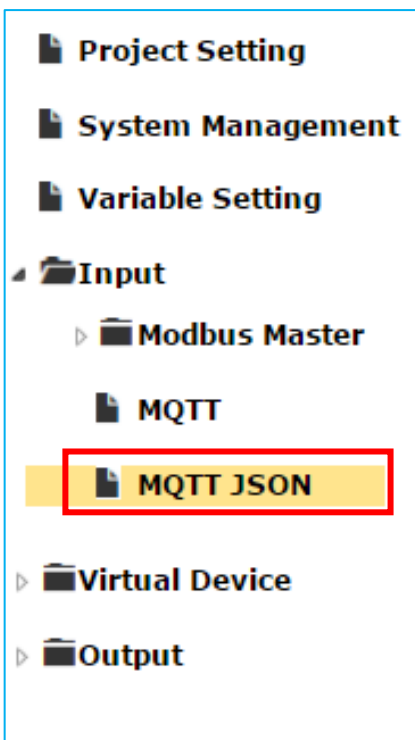 Project Setting
System Management
Variable Setting
Input
Modbus Master
MQTT
MQTT JSON
Virtual Device
Output